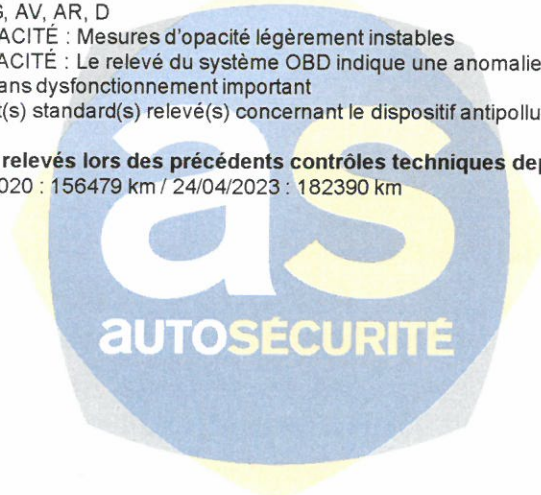 G, AV, AR, D
ACITÉ : Mesures d'opacité légèrement instables
ACITÉ : Le relevé du système OBD indique une anomalie
ans dysfonctionnement important
t(s) standard(s) relevé(s) concernant le dispositif antipollu
relevés lors des précédents contrôles techniques dep
020 : 156479 km / 24/04/2023 : 182390 km
as
aUTOSÉCURITÉ